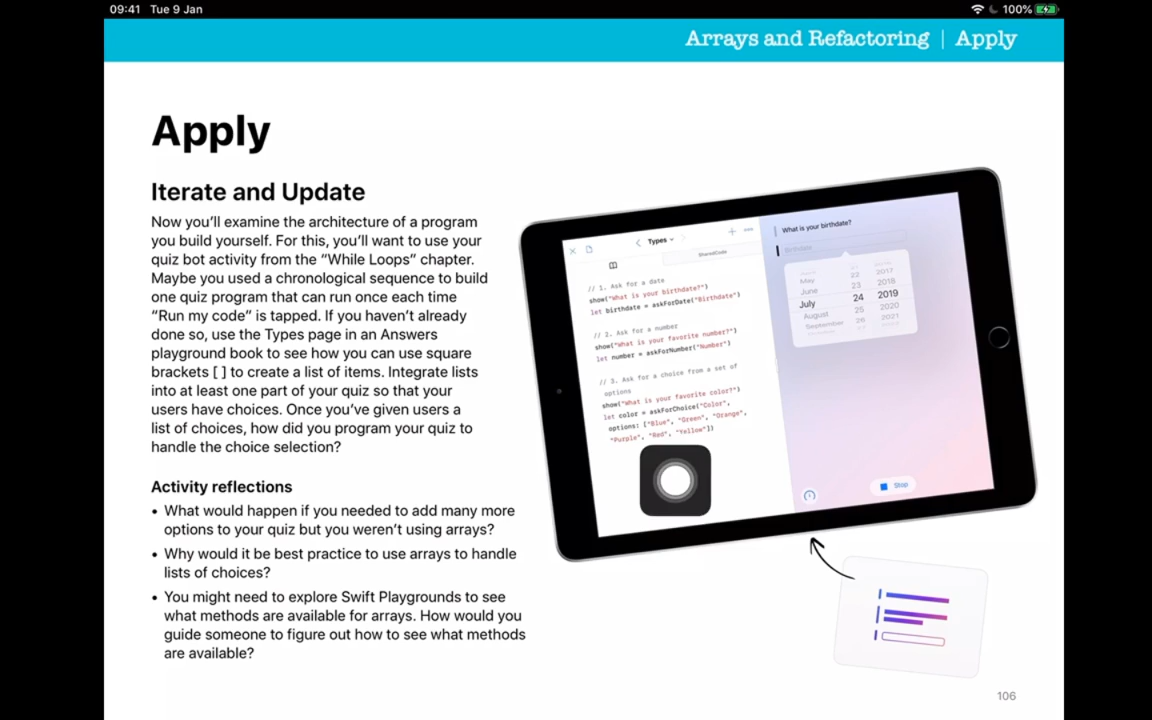 09:41 Tue 9 Jan
100%
Arrays and Refactoring | Apply
Apply
Iterate and Update
Now you’ll examine the architecture of a program
you build yourself. For this, you’ll want to use your
quiz bot activity from the “While Loops” chapter.
Maybe you used a chronological sequence to build
one quiz program that can run once each time
“Run my code” is tapped. If you haven’t already
done so, use the Types page in an Answers
playground book to see how you can use square
brackets [ ] to create a list of items. Integrate lists
into at least one part of your quiz so that your
users have choices. Once you’ve given users a
list of choices, how did you program your quiz to
handle the choice selection?
Activity reflections
• What would happen if you needed to add many more
options to your quiz but you weren’t using arrays?
• Why would it be best practice to use arrays to handle
lists of choices?
• You might need to explore Swift Playgrounds to see
what methods are available for arrays. How would you
guide someone to figure out how to see what methods
are available?
Types
SharedCode
// 1. Ask for a date
show("What is your birthdate?")
let birthdate = askForDate("Birthdate")
// 2. Ask for a number
show("What is your favorite number?")
let number = askForNumber("Number")
// 3. Ask for a choice from a set of
options
show("What is your favorite color?")
let color = askForChoice("Color",
options: ["Blue", "Green", "Orange",
"Purple", "Red", "Yellow"])
What is your birthdate?
Birthdate
May 22 2017
June 23 2018
July 24 2019
August 25 2020
September 26 2021
Stop
106